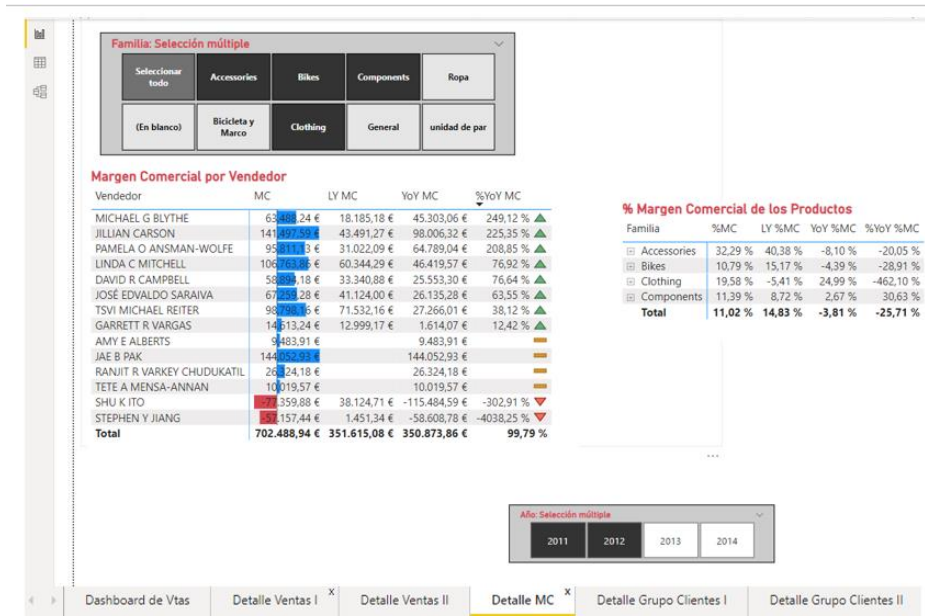 Familia: Selección múltiple
Seleccionar todo Accessories Bikes Components Ropa
(En blanco) Bicicleta y Marco Clothing General unidad de par
Margen Comercial por Vendedor
Vendedor MC LY MC YoY MC %YoY MC
MICHAEL G BLYTHE 63.488,24 € 18.185,18 € 45.303,06 € 249,12 %
JILLIAN CARSON 141.497,59 € 43.491,27 € 98.006,32 € 225,35 %
PAMELA O ANSMAN-WOLFE 95.811,13 € 31.022,09 € 64.789,04 € 208,85 %
LINDA C MITCHELL 106.763,86 € 60.344,29 € 46.419,57 € 76,92 %
DAVID R CAMPBELL 58.894,18 € 33.340,88 € 25.553,30 € 76,64 %
JOSÉ EDVALDO SARAIVA 67.259,28 € 41.124,00 € 26.135,28 € 63,55 %
TSVI MICHAEL REITER 98.798,16 € 71.532,16 € 27.266,01 € 38,12 %
GARRETT R VARGAS 14.613,24 € 12.999,17 € 1.614,07 € 12,42 %
AMY E ALBERTS 9.483,91 € 9.483,91 €
JAE B PAK 144.052,93 € 144.052,93 €
RANJIT R VARKEY CHUDUKATIL 26.324,18 € 26.324,18 €
TETE A MENSA-ANNAN 10.019,57 € 10.019,57 €
SHU K ITO -77.359,88 € 38.124,71 € -115.484,59 € -302,91 %
STEPHEN Y JIANG -57.157,44 € 1.451,34 € -58.608,78 € -4038,25 %
Total 702.488,94 € 351.615,08 € 350.873,86 € 99,79 %
% Margen Comercial de los Productos
Familia %MC LY %MC YoY %MC %YoY %MC
Accessories 32,29 % 40,38 % -8,10 % -20,05 %
Bikes 10,79 % 15,17 % -4,39 % -28,91 %
Clothing 19,58 % -5,41 % 24,99 % -462,10 %
Components 11,39 % 8,72 % 2,67 % 30,63 %
Total 11,02 % 14,83 % -3,81 % -25,71 %
Año: Selección múltiple
2011 2012 2013 2014
Dashboard de Vtas Detalle Ventas I x Detalle Ventas II Detalle MC x Detalle Grupo Clientes I Detalle Grupo Clientes II